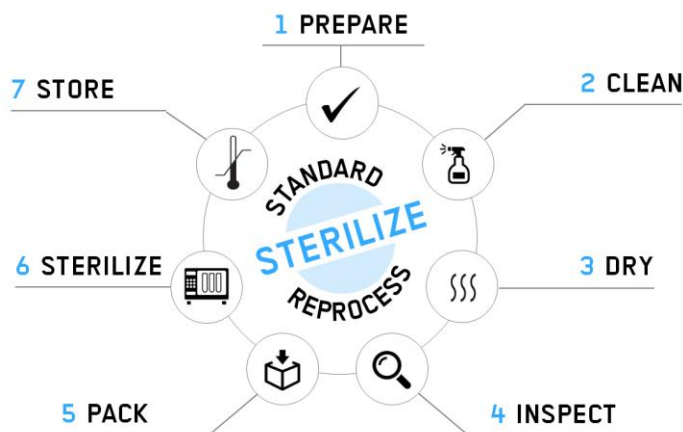 1 PREPARE
2 CLEAN
3 DRY
4 INSPECT
5 PACK
6 STERILIZE
7 STORE
STANDARD
STERILIZE
REPROCESS